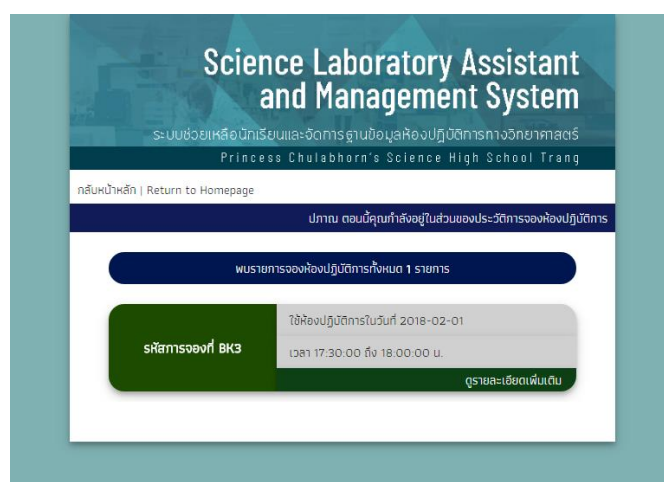 Science Laboratory Assistant
and Management System
ระบบช่วยเหลือนักเรียนและจัดการฐานข้อมูลห้องปฏิบัติการทางวิทยาศาสตร์
Princess Chulabhorn's Science High School Trang
กลับหน้าหลัก | Return to Homepage
ปภาณ ตอนนี้คุณกำลังอยู่ในส่วนของประวัติการจองห้องปฏิบัติการ
พบรายการจองห้องปฏิบัติการทั้งหมด 1 รายการ
รหัสการจองที่ BK3
ใช้ห้องปฏิบัติการในวันที่ 2018-02-01
เวลา 17:30:00 ถึง 18:00:00 น.
ดูรายละเอียดเพิ่มเติม